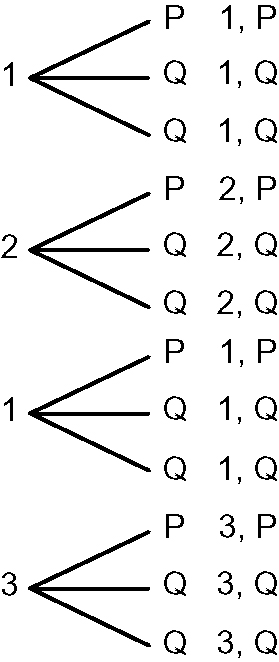 P 1, P
1 Q 1, Q
Q 1, Q
P 2, P
2 Q 2, Q
Q 2, Q
P 1, P
1 Q 1, Q
Q 1, Q
P 3, P
3 Q 3, Q
Q 3, Q